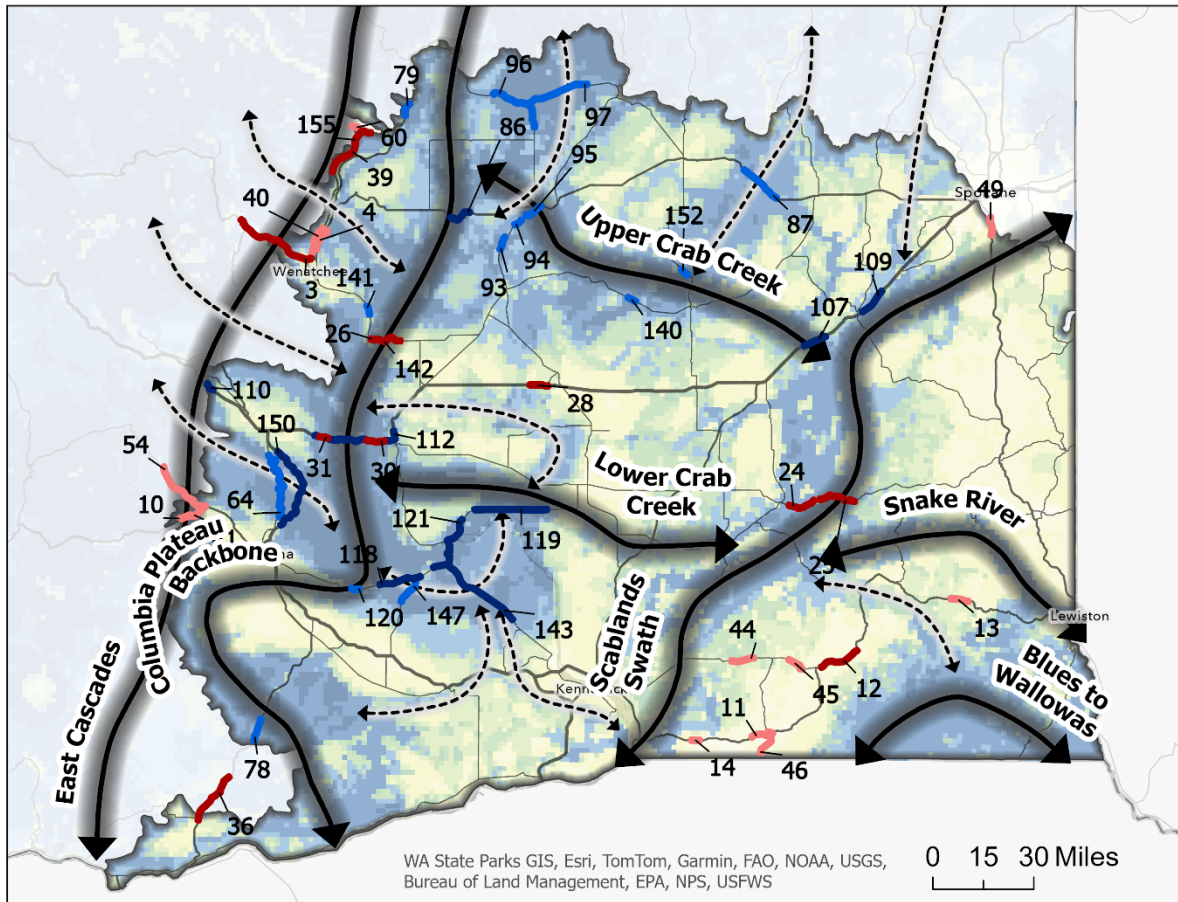 96
79
97
155
60
86
39
95
Spokane
49
40
4
152
87
Upper Crab Creek
94
Wenatchee
3
141
93
109
107
140
26
142
110
28
150
112
54
31
30
Lower Crab
Creek
24
64
10
121
119
Snake River
Columbia Plateau
Backbone
118
25
120
147
143
13
Lewiston
44
Scablands
Swath
Kennewick
45
12
Blues to
Wallowas
East Cascades
11
14
46
78
36
WA State Parks GIS, Esri, TomTom, Garmin, FAO, NOAA, USGS,
Bureau of Land Management, EPA, NPS, USFWS
0 15 30 Miles